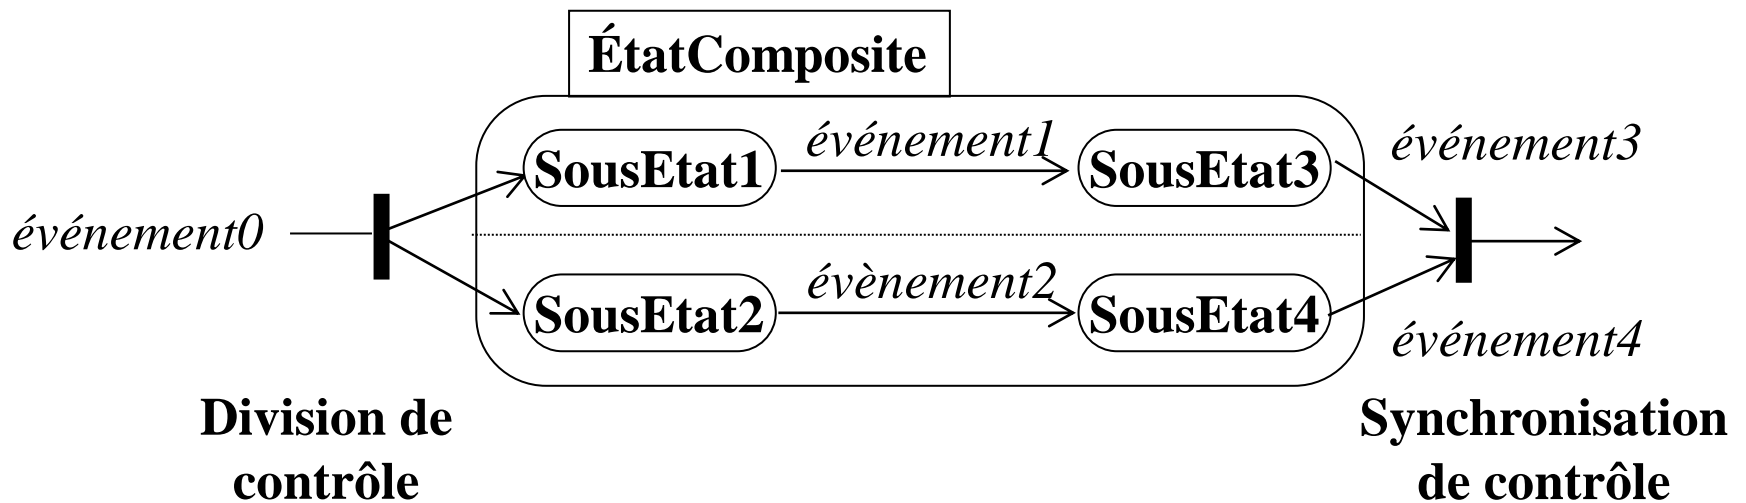 ÉtatComposite
événement1
événement3
SousEtat1
SousEtat3
événement0
évènement2
SousEtat2
SousEtat4
événement4
Division de
contrôle
Synchronisation
de contrôle